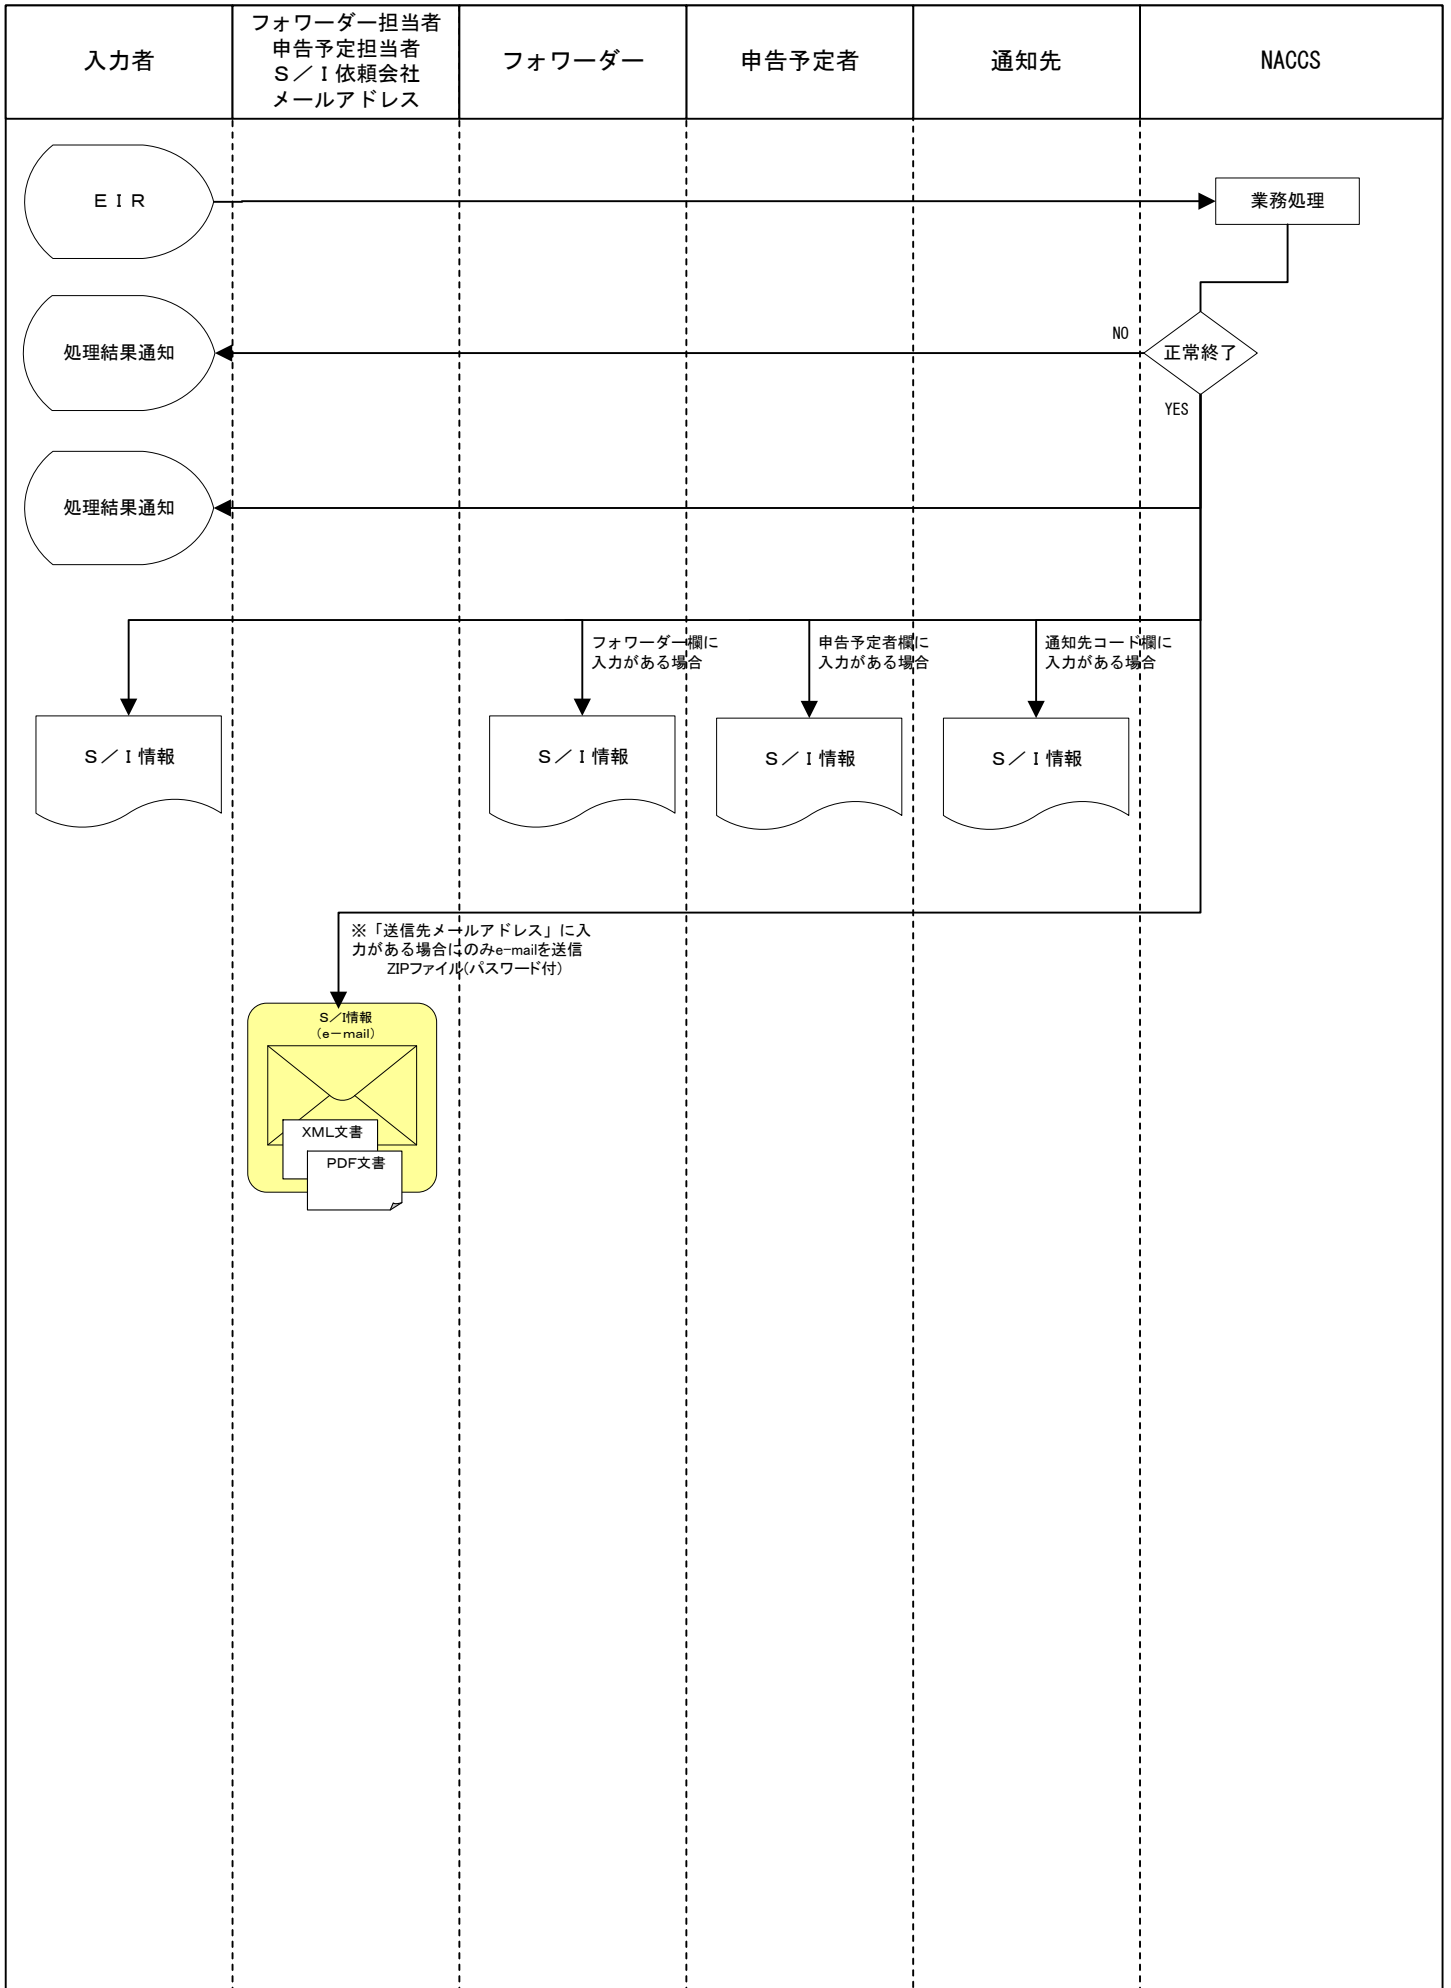 入力者
フォワーダー担当者
申告予定担当者
Ｓ／Ｉ依頼会社
メールアドレス
フォワーダー
申告予定者
通知先
NACCS
ＥＩＲ
業務処理
処理結果通知
NO
正常終了
YES
処理結果通知
フォワーダー欄に
入力がある場合
申告予定者欄に
入力がある場合
通知先コード欄に
入力がある場合
Ｓ／Ｉ情報
Ｓ／Ｉ情報
Ｓ／Ｉ情報
Ｓ／Ｉ情報
※「送信先メールアドレス」に入
力がある場合にのみe-mailを送信
ZIPファイル(パスワード付)
Ｓ／Ｉ情報
（ｅ－mail）
XML文書
PDF文書